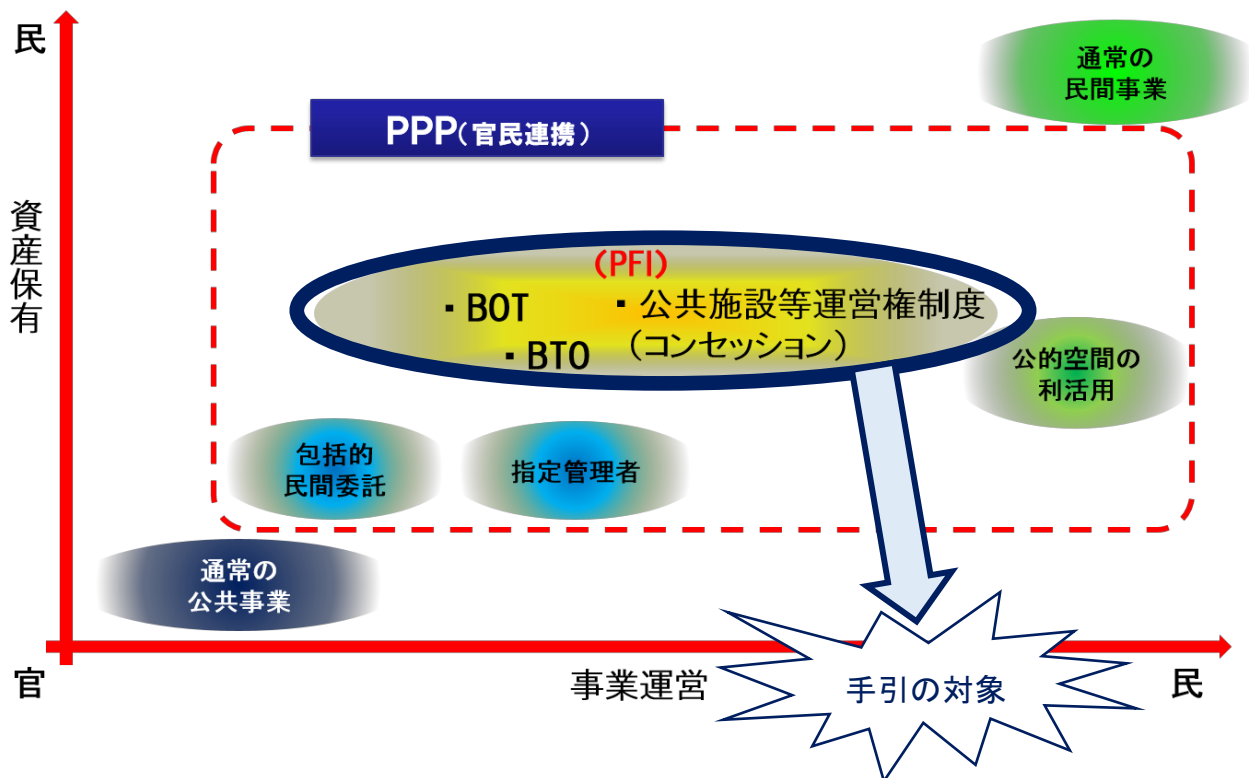 民
通常の
民間事業
PPP(官民連携)
資産保有
(PFI)
・BOT
・公共施設等運営権制度
(コンセッション)
・BTO
公的空間の
利活用
包括的
民間委託
指定管理者
通常の
公共事業
官
事業運営
手引の対象
民